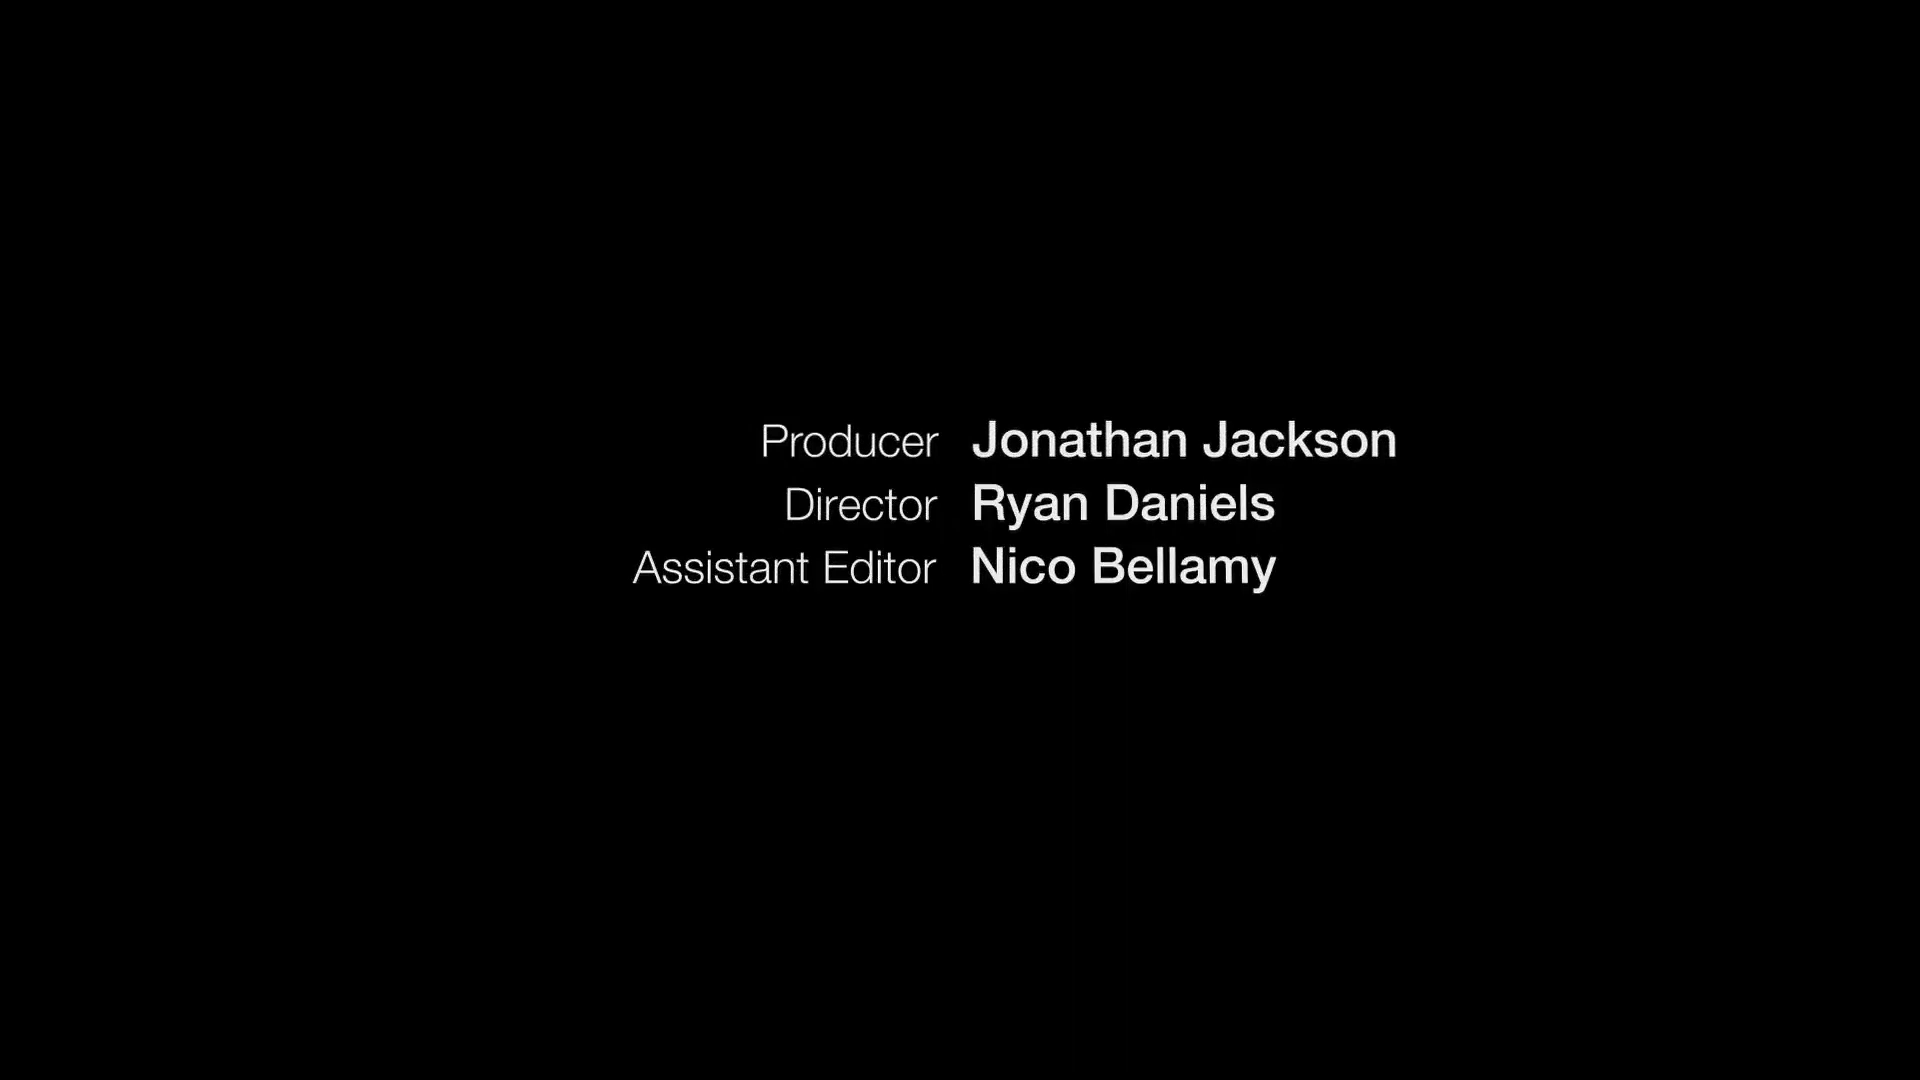 Producer Jonathan Jackson
Director Ryan Daniels
Assistant Editor Nico Bellamy